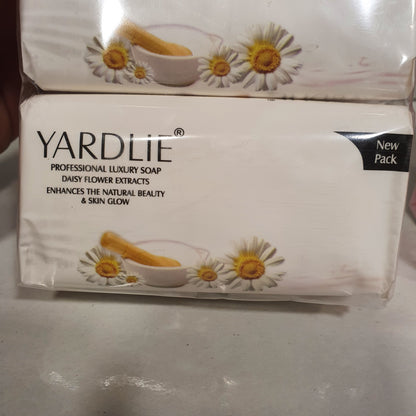 YARDLIE®
PROFESSIONAL LUXURY SOAP
DAISY FLOWER EXTRACTS
ENHANCES THE NATURAL BEAUTY
& SKIN GLOW
New
Pack